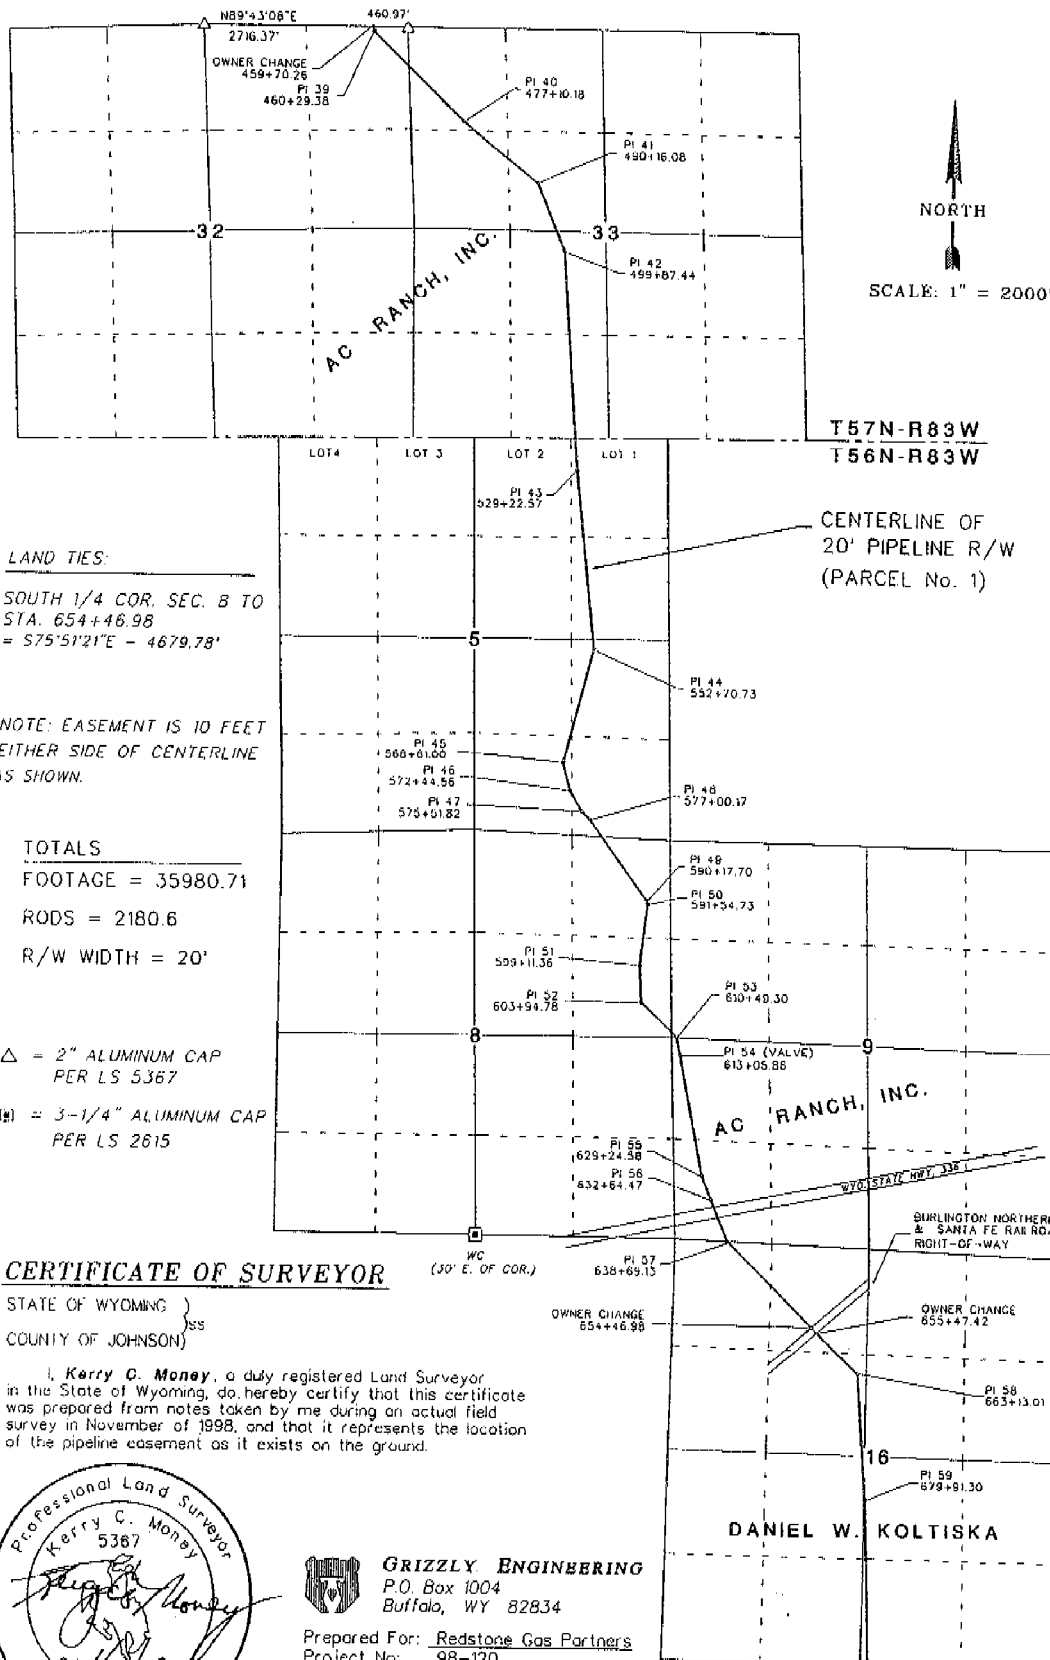 N89°43'08"E
460.97'
2716.37'
OWNER CHANGE
459+70.26
PI 39
460+29.38
PI 40
477+10.18
PI 41
490+16.08
NORTH
SCALE: 1" = 2000'
32
33
PI 42
499+87.44
AC RANCH, INC.
T57N-R83W
T56N-R83W
LOT4
LOT 3
LOT 2
LOT 1
PI 43
529+22.57
CENTERLINE OF
20' PIPELINE R/W
(PARCEL No. 1)
LAND TIES:
SOUTH 1/4 COR. SEC. 8 TO
STA. 654+46.98
= S75°51'21"E - 4679.78'
5
PI 44
552+70.73
NOTE: EASEMENT IS 10 FEET
EITHER SIDE OF CENTERLINE
AS SHOWN.
PI 45
PI 46
572+44.56
PI 47
575+51.82
PI 48
577+00.17
TOTALS
FOOTAGE = 35980.71
RODS = 2180.6
R/W WIDTH = 20'
PI 49
590+17.70
PI 50
591+54.73
PI 51
599+11.36
PI 52
603+94.78
PI 53
610+49.30
8
9
PI 54 (VALVE)
613+05.88
△ = 2" ALUMINUM CAP
PER LS 5367
= 3-1/4" ALUMINUM CAP
PER LS 2615
AC RANCH, INC.
PI 55
629+24.58
PI 56
632+64.47
WYO. STATE HWY. 338
BURLINGTON NORTHERN
& SANTA FE RAILROAD
RIGHT-OF-WAY
WC
(30' E. OF COR.)
PI 57
638+69.13
OWNER CHANGE
654+46.98
OWNER CHANGE
655+47.42
PI 58
663+13.01
16
PI 59
679+91.30
DANIEL W. KOLTISKA
CERTIFICATE OF SURVEYOR
STATE OF WYOMING )
)ss
COUNTY OF JOHNSON)
I, Kerry C. Money, a duly registered Land Surveyor
in the State of Wyoming, do hereby certify that this certificate
was prepared from notes taken by me during an actual field
survey in November of 1998, and that it represents the location
of the pipeline easement as it exists on the ground.
Professional Land Surveyor
Kerry C. Money
5367
GRIZZLY ENGINEERING
P.O. Box 1004
Buffalo, WY 82834
Prepared For: Redstone Gas Partners
Project No: 98-120